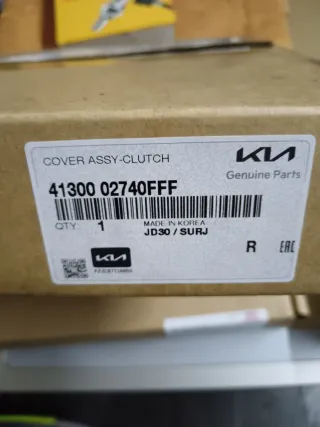 COVER ASSY-CLUTCH
KIA
Genuine Parts
41300 02740FFF
QTY 1
MADE IN KOREA
JD30 / SURJ
R EAC
KIA